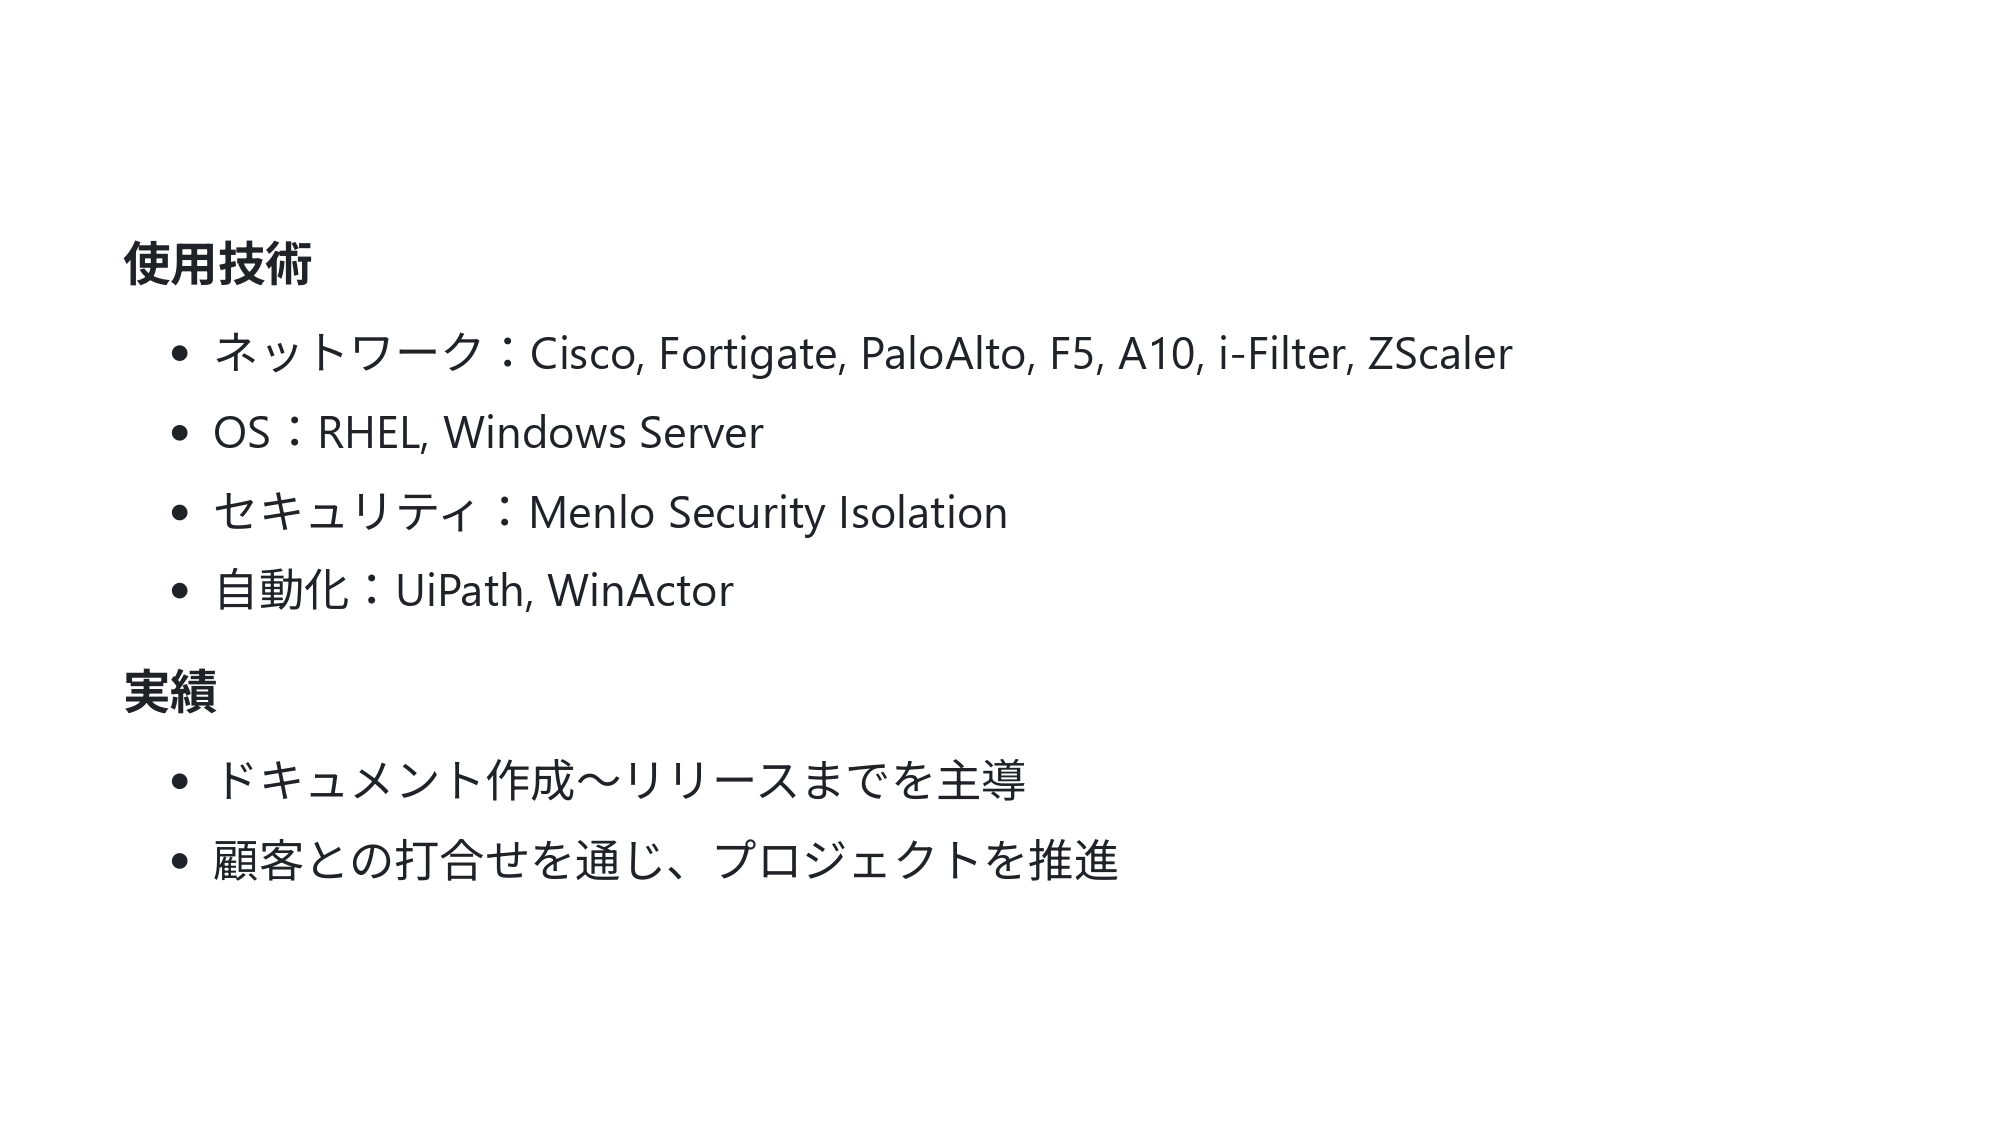 使用技術
• ネットワーク：Cisco, Fortigate, PaloAlto, F5, A10, i-Filter, ZScaler
• OS：RHEL, Windows Server
• セキュリティ：Menlo Security Isolation
• 自動化：UiPath, WinActor
実績
• ドキュメント作成〜リリースまでを主導
• 顧客との打合せを通じ、プロジェクトを推進